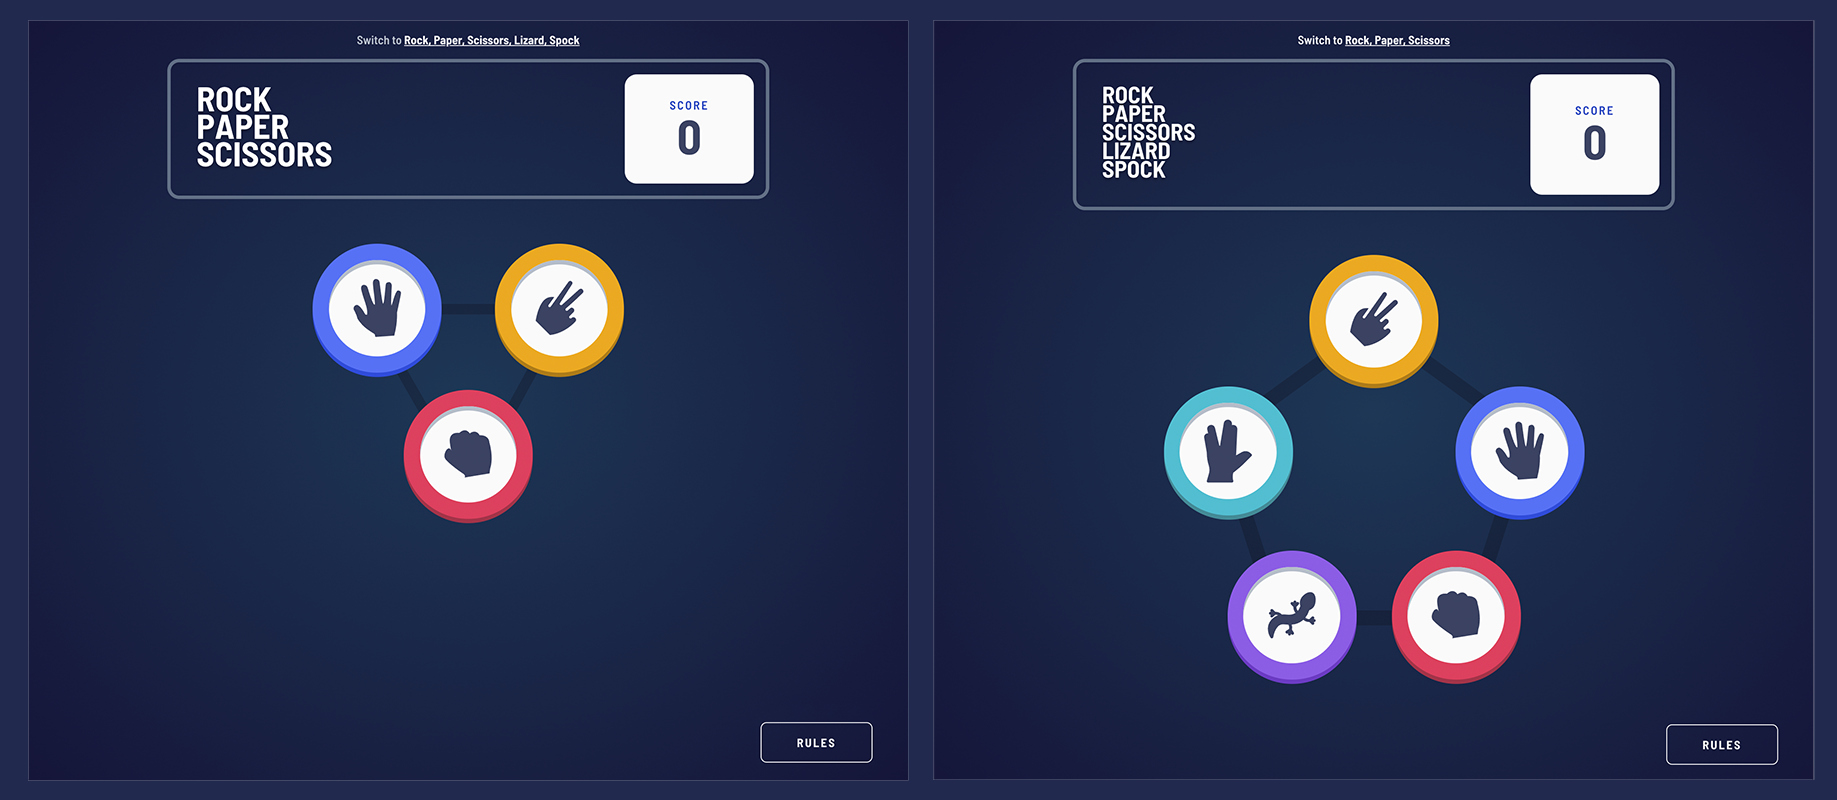 Switch to Rock, Paper, Scissors, Lizard, Spock
ROCK
PAPER
SCISSORS
SCORE
0
RULES
Switch to Rock, Paper, Scissors
ROCK
PAPER
SCISSORS
LIZARD
SPOCK
SCORE
0
RULES